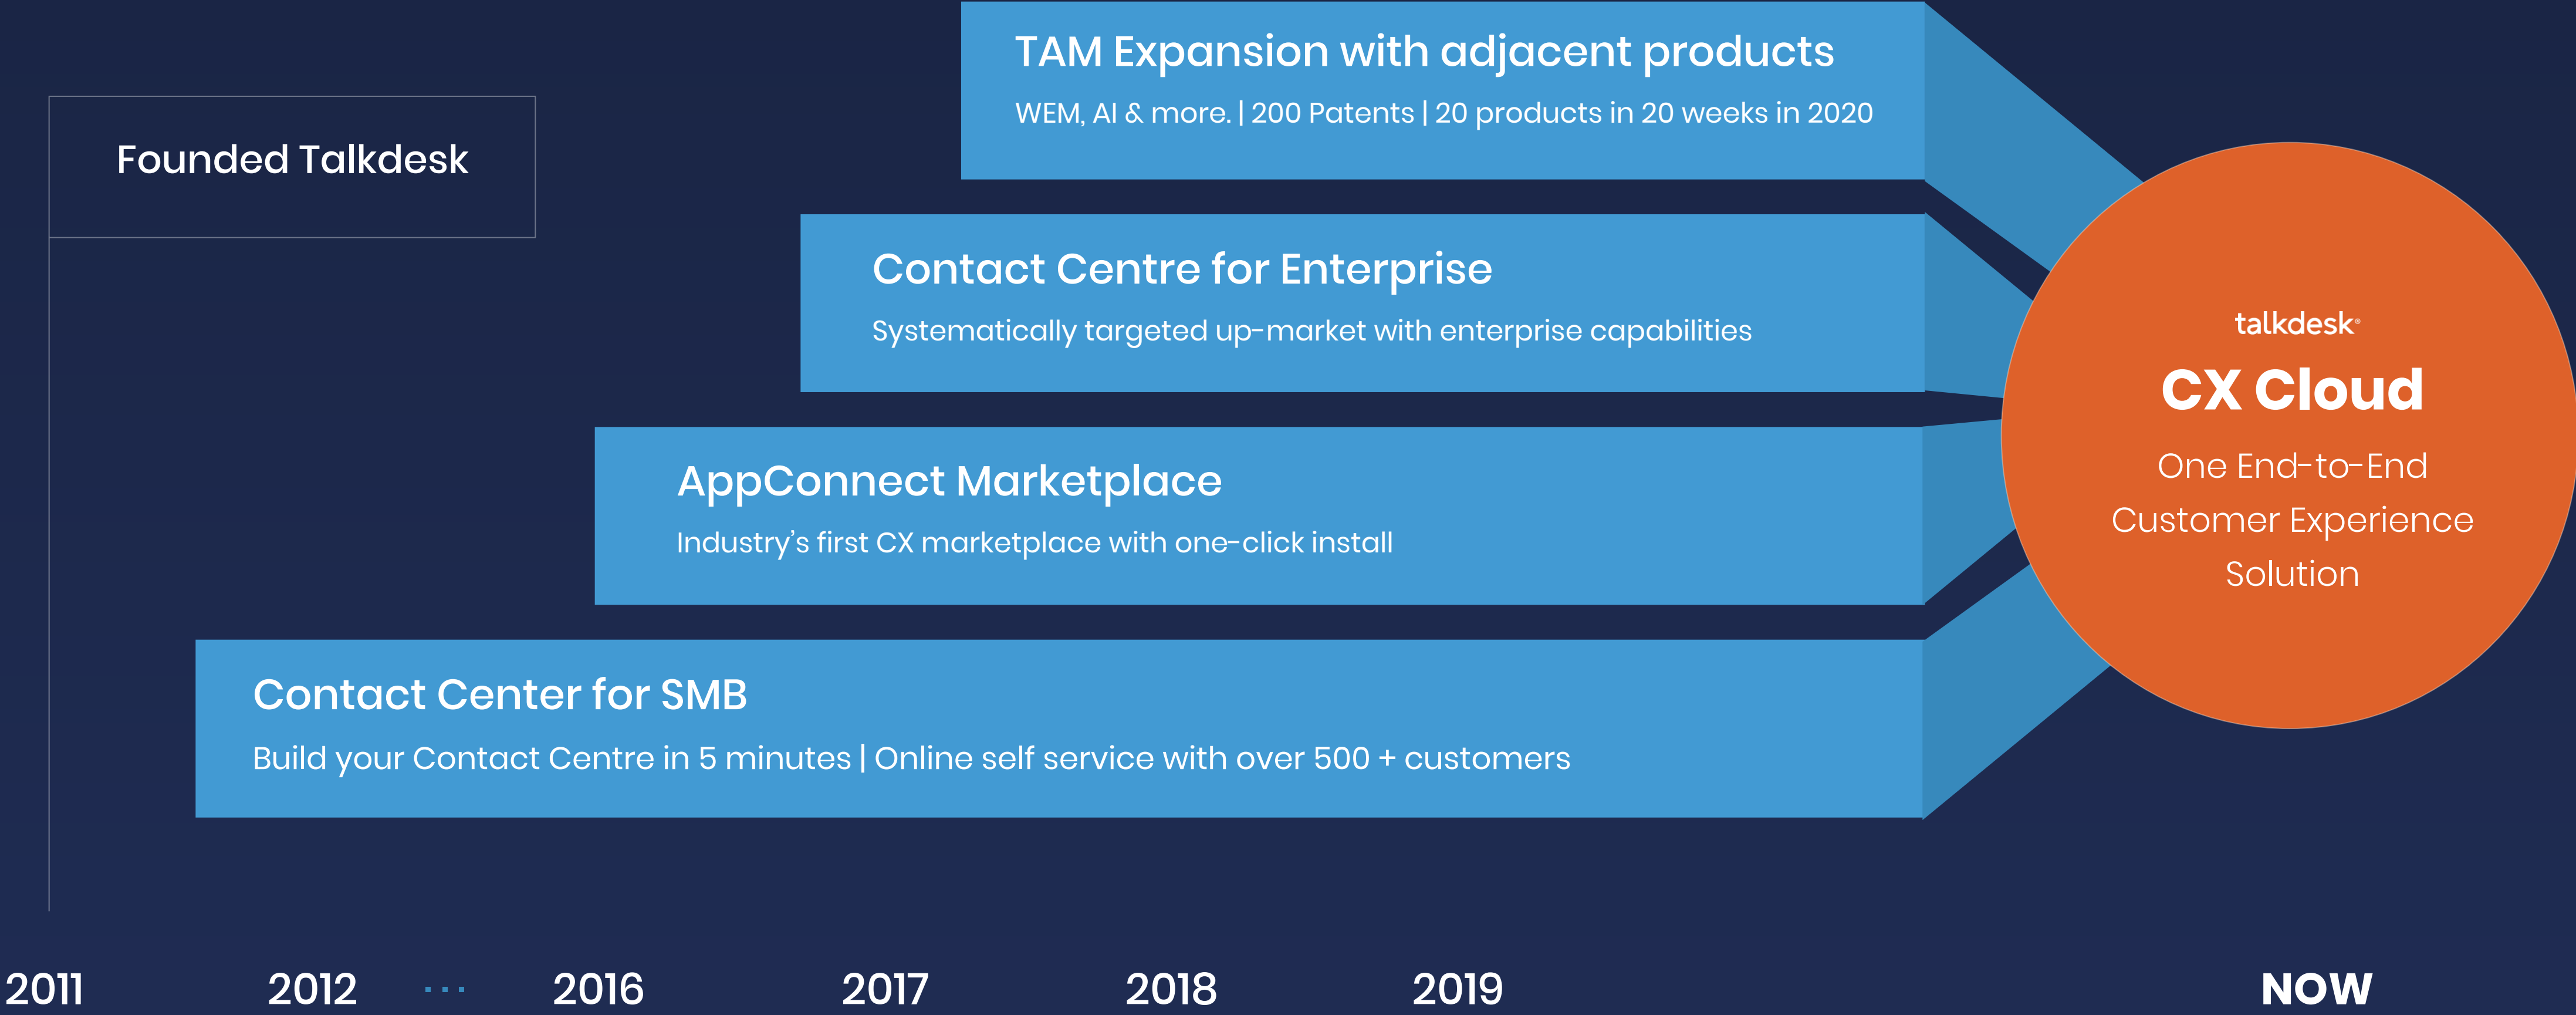 TAM Expansion with adjacent products
WEM, AI & more. | 200 Patents | 20 products in 20 weeks in 2020
Founded Talkdesk
Contact Centre for Enterprise
Systematically targeted up-market with enterprise capabilities
AppConnect Marketplace
Industry’s first CX marketplace with one-click install
Contact Center for SMB
Build your Contact Centre in 5 minutes | Online self service with over 500 + customers
talkdesk®
CX Cloud
One End-to-End
Customer Experience
Solution
2011 2012 ... 2016 2017 2018 2019 NOW